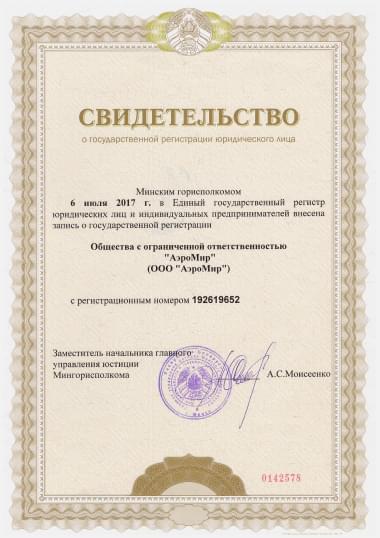 СВИДЕТЕЛЬСТВО
о государственной регистрации юридического лица
Минским горисполкомом
6 июля 2017 г. в Единый государственный регистр
юридических лиц и индивидуальных предпринимателей внесена
запись о государственной регистрации
Общества с ограниченной ответственностью
"АэроМир"
(ООО "АэроМир")
с регистрационным номером 192619652
Заместитель начальника главного
управления юстиции
Мингорисполкома
А.С.Моисеенко
0142578